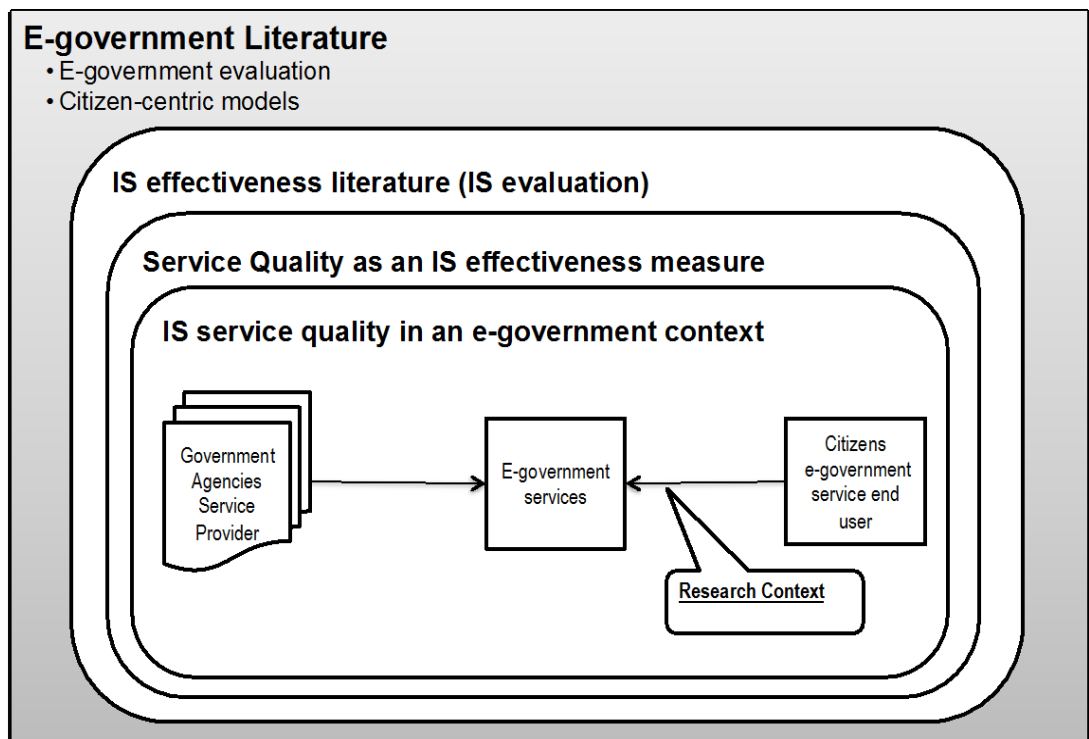 E-government Literature
• E-government evaluation
• Citizen-centric models
IS effectiveness literature (IS evaluation)
Service Quality as an IS effectiveness measure
IS service quality in an e-government context
Government
Agencies
Service
Provider
E-government
services
Citizens
e-government
service end
user
Research Context